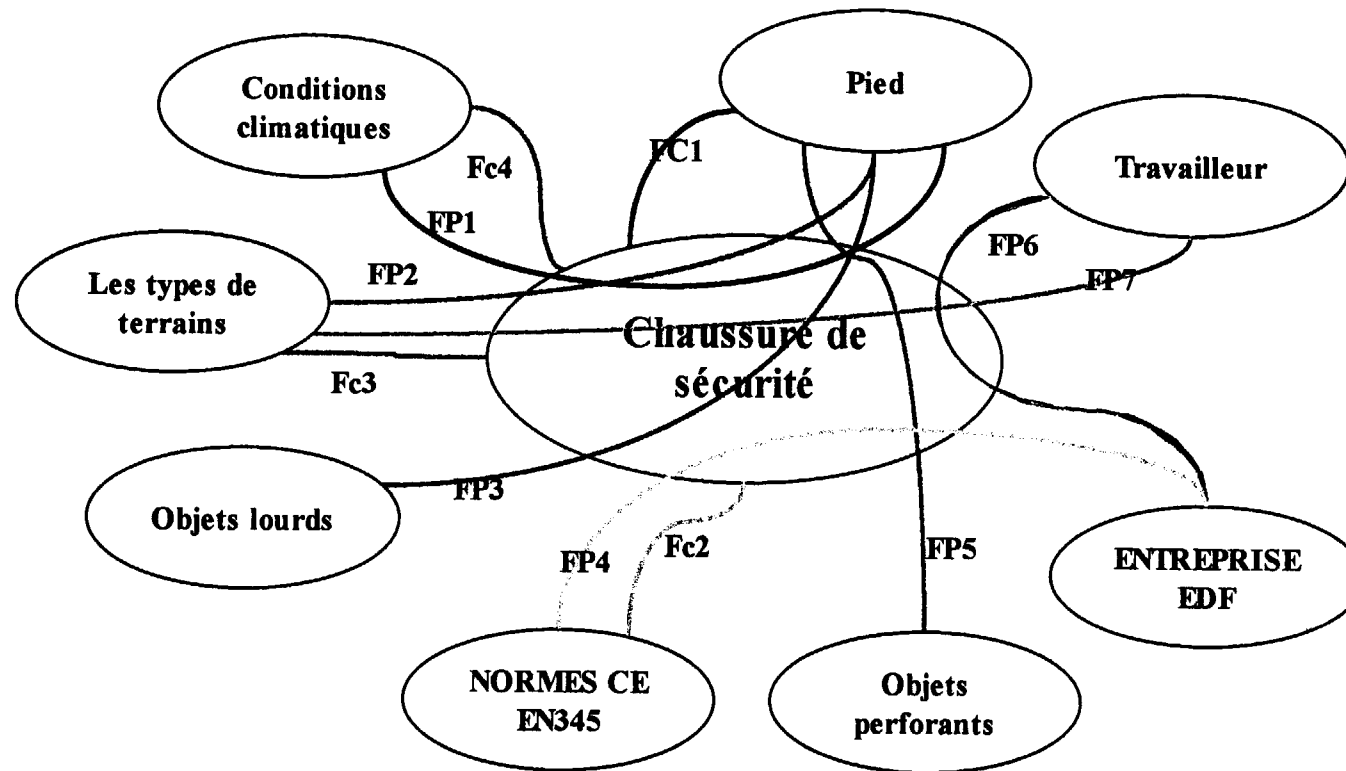 Conditions
climatiques
Pied
Travailleur
Fc4
FC1
FP1
FP6
FP2
FP7
Les types de
terrains
Chaussure de
sécurité
Fc3
Objets lourds
FP3
FP4
Fc2
FP5
ENTREPRISE
EDF
NORMES CE
EN345
Objets
perforants